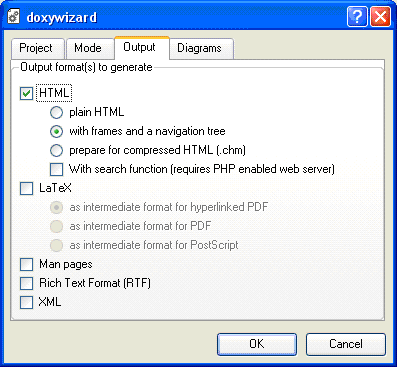 doxywizard
Project Mode Output Diagrams
Output format(s) to generate
HTML
plain HTML
with frames and a navigation tree
prepare for compressed HTML (.chm)
With search function (requires PHP enabled web server)
LaTeX
as intermediate format for hyperlinked PDF
as intermediate format for PDF
as intermediate format for PostScript
Man pages
Rich Text Format (RTF)
XML
OK Cancel